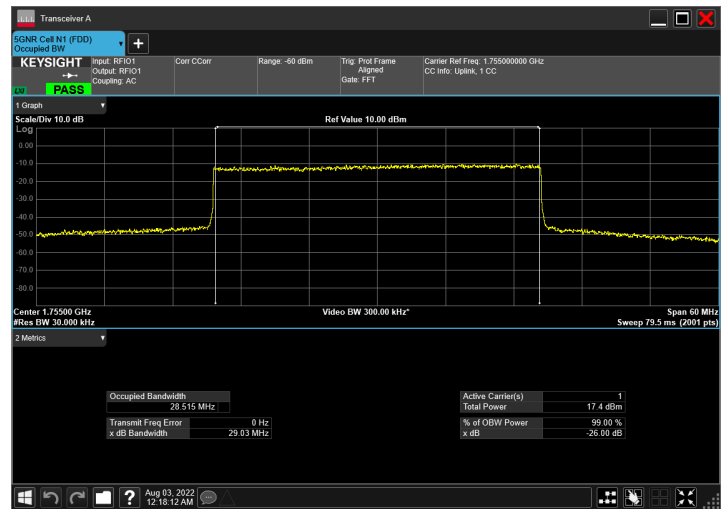 Transceiver A
5GNR Cell N1 (FDD)
Occupied BW
KEYSIGHT
Input: RFIO1
Output: RFIO1
Coupling: AC
Corr CCorr
Range: -60 dBm
Trig: Prot Frame
Aligned
Gate: FFT
Carrier Ref Freq: 1.755000000 GHz
CC Info: Uplink, 1 CC
LXI
PASS
1 Graph
Scale/Div 10.0 dB
Ref Value 10.00 dBm
Log
0.00
-10.0
-20.0
-30.0
-40.0
-50.0
-60.0
-70.0
-80.0
Center 1.75500 GHz
Video BW 300.00 kHz*
Span 60 MHz
#Res BW 30.000 kHz
Sweep 79.5 ms (2001 pts)
2 Metrics
Occupied Bandwidth
28.515 MHz
Active Carrier(s) 1
Total Power 17.4 dBm
Transmit Freq Error 0 Hz
x dB Bandwidth 29.03 MHz
% of OBW Power 99.00 %
x dB -26.00 dB
Aug 03, 2022
12:18:12 AM